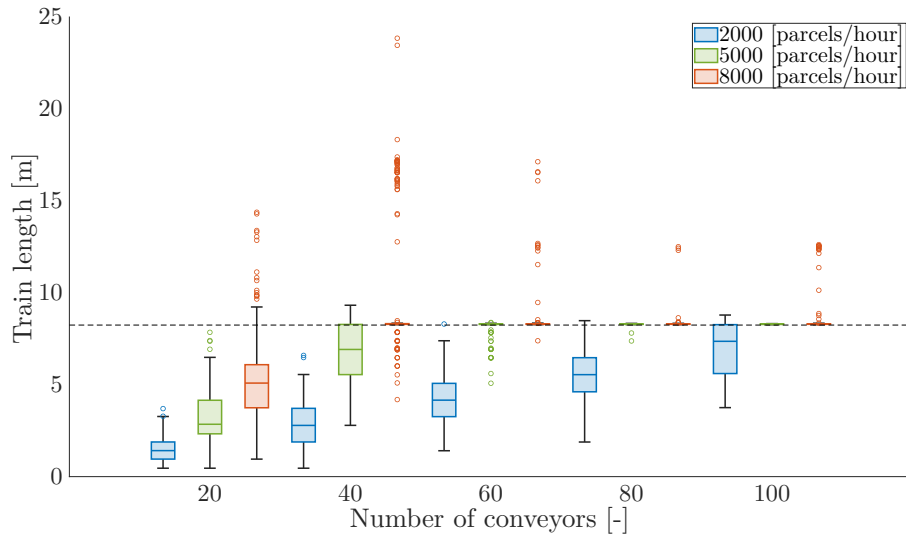 25
20
15
10
5
0
Train length [m]
2000 [parcels/hour]
5000 [parcels/hour]
8000 [parcels/hour]
20 40 60 80 100
Number of conveyors [-]